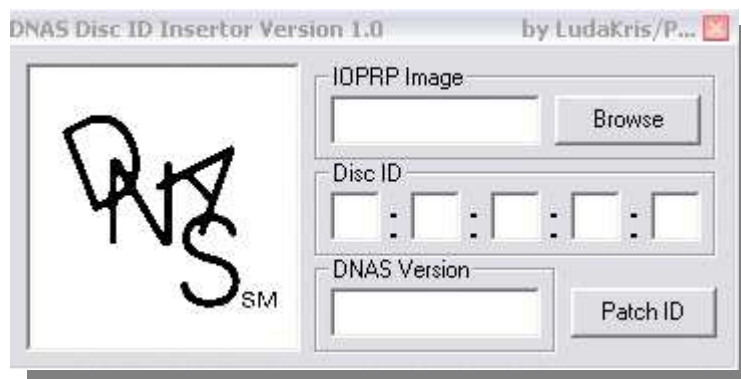 DNAS Disc ID Insertor Version 1.0 by LudaKris/P...
DNAS
SM
IOPRP Image
Browse
Disc ID
: : : :
DNAS Version
Patch ID